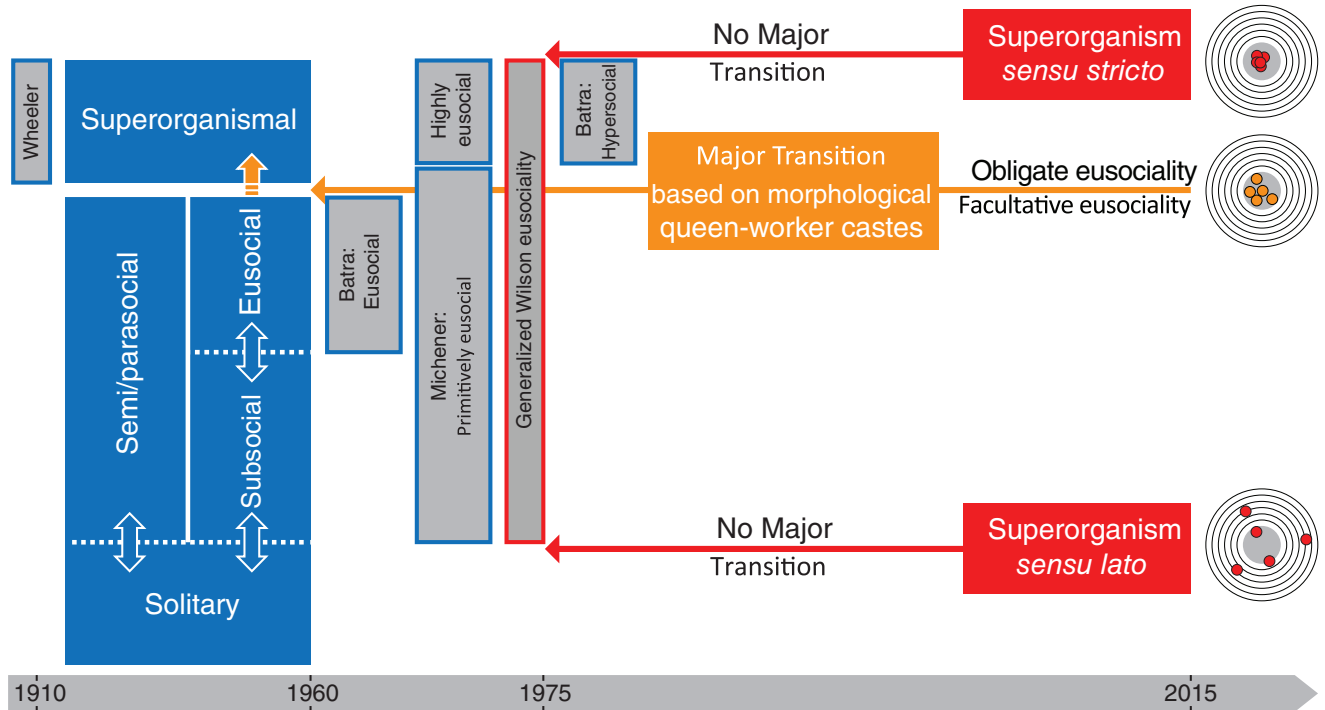 No Major
Transition
Superorganism
sensu stricto
Wheeler
Superorganismal
Highly
eusocial
Generalized Wilson eusociality
Batra:
Hypersocial
Major Transition
based on morphological
queen-worker castes
Obligate eusociality
Facultative eusociality
Semi/parasocial
Eusocial
Subsocial
Batra:
Eusocial
Michener:
Primitively eusocial
No Major
Transition
Superorganism
sensu lato
Solitary
1910
1960
1975
2015